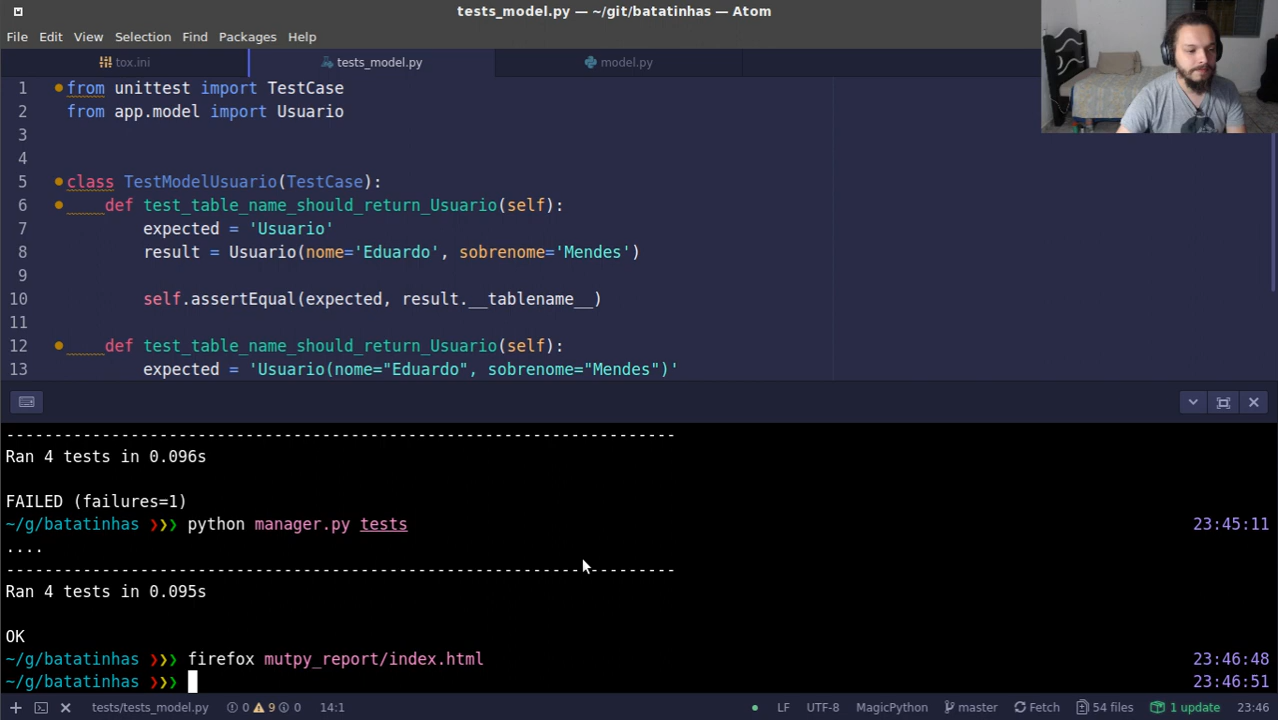 tests_model.py — ~/git/batatinhas — Atom
File Edit View Selection Find Packages Help
tox.ini tests_model.py model.py
1 from unittest import TestCase
2 from app.model import Usuario
3
4
5 class TestModelUsuario(TestCase):
6 def test_table_name_should_return_Usuario(self):
7 expected = 'Usuario'
8 result = Usuario(nome='Eduardo', sobrenome='Mendes')
9
10 self.assertEqual(expected, result.__tablename__)
11
12 def test_table_name_should_return_Usuario(self):
13 expected = 'Usuario(nome="Eduardo", sobrenome="Mendes")'
----------------------------------------------------------------------
Ran 4 tests in 0.096s
FAILED (failures=1)
~/g/batatinhas ❯❯❯ python manager.py tests 23:45:11
....
----------------------------------------------------------------------
Ran 4 tests in 0.095s
OK
~/g/batatinhas ❯❯❯ firefox mutpy_report/index.html 23:46:48
~/g/batatinhas ❯❯❯ 23:46:51
tests/tests_model.py 0 9 0 14:1 LF UTF-8 MagicPython master Fetch 54 files 1 update 23:46